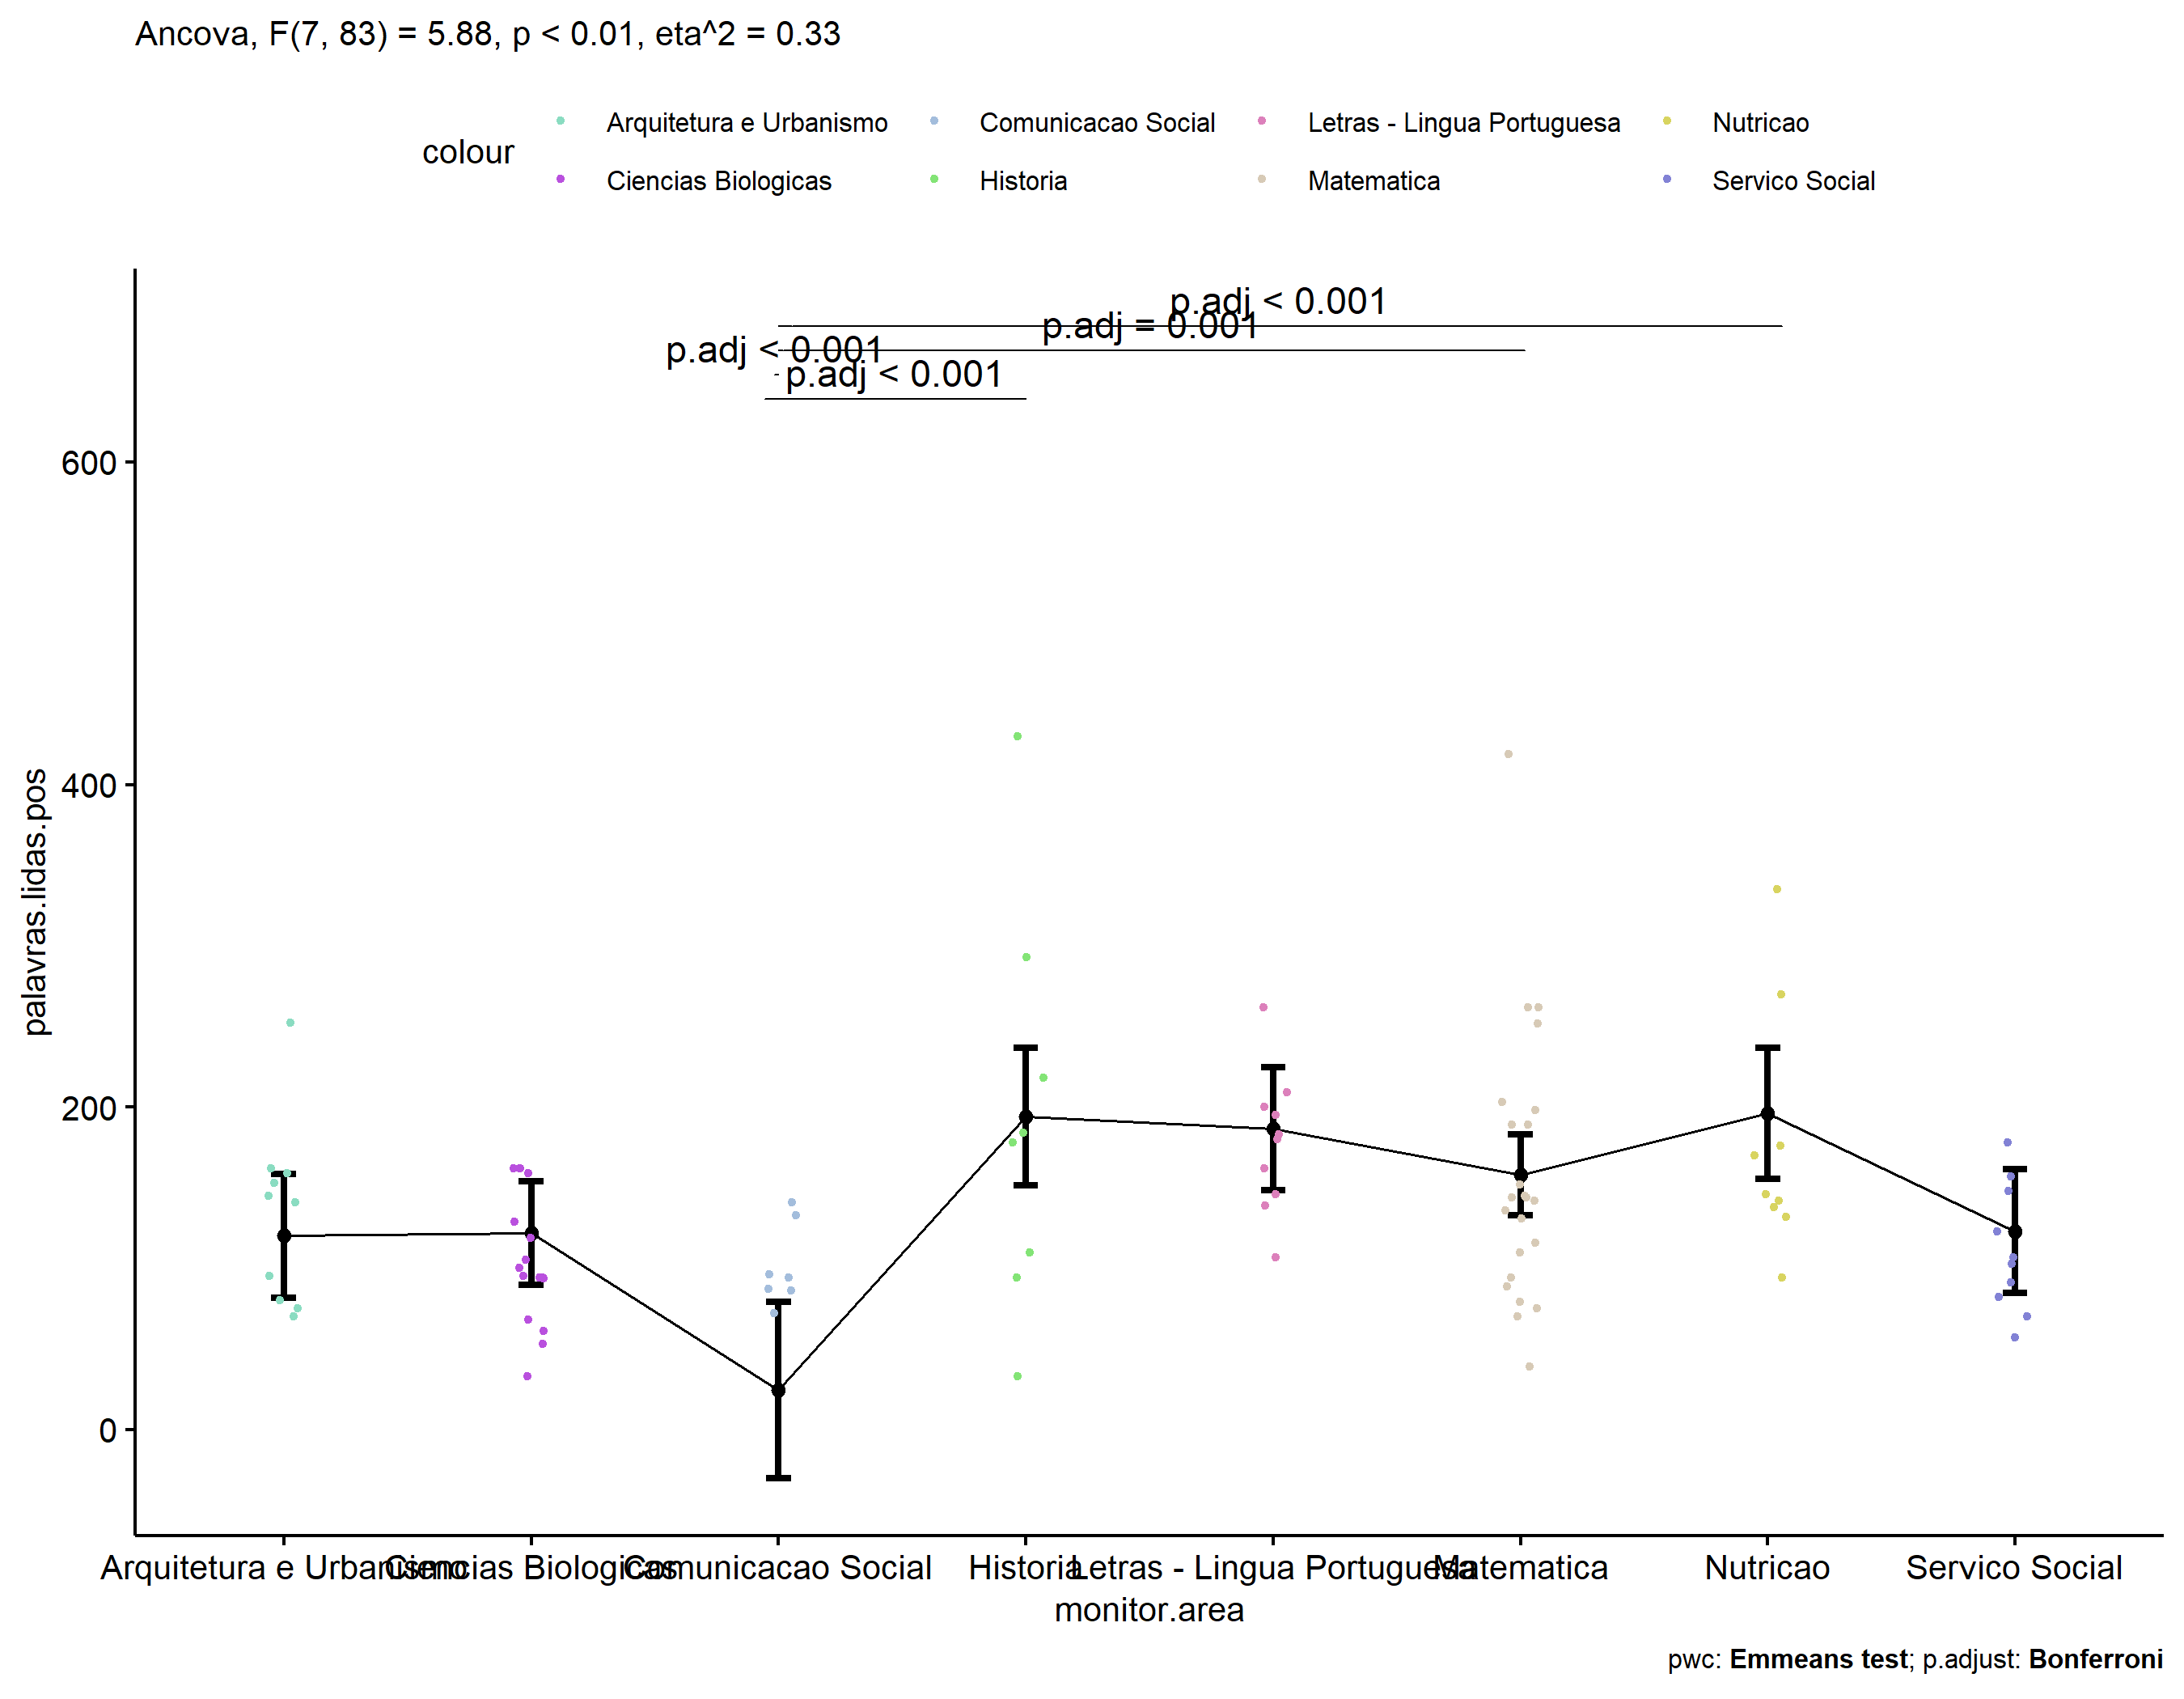 Ancova, F(7, 83) = 5.88, p < 0.01, eta^2 = 0.33
colour
Arquitetura e Urbanismo Comunicacao Social Letras - Lingua Portuguesa Nutricao
Ciencias Biologicas Historia Matematica Servico Social
p.adj < 0.001
p.adj = 0.001
p.adj < 0.001
p.adj < 0.001
palavras.lidas.pos
600
400
200
0
Arquitetura e Urbanismo Ciencias Biologicas Comunicacao Social Historia Letras - Lingua Portuguesa Matematica Nutricao Servico Social
monitor.area
pwc: Emmeans test; p.adjust: Bonferroni